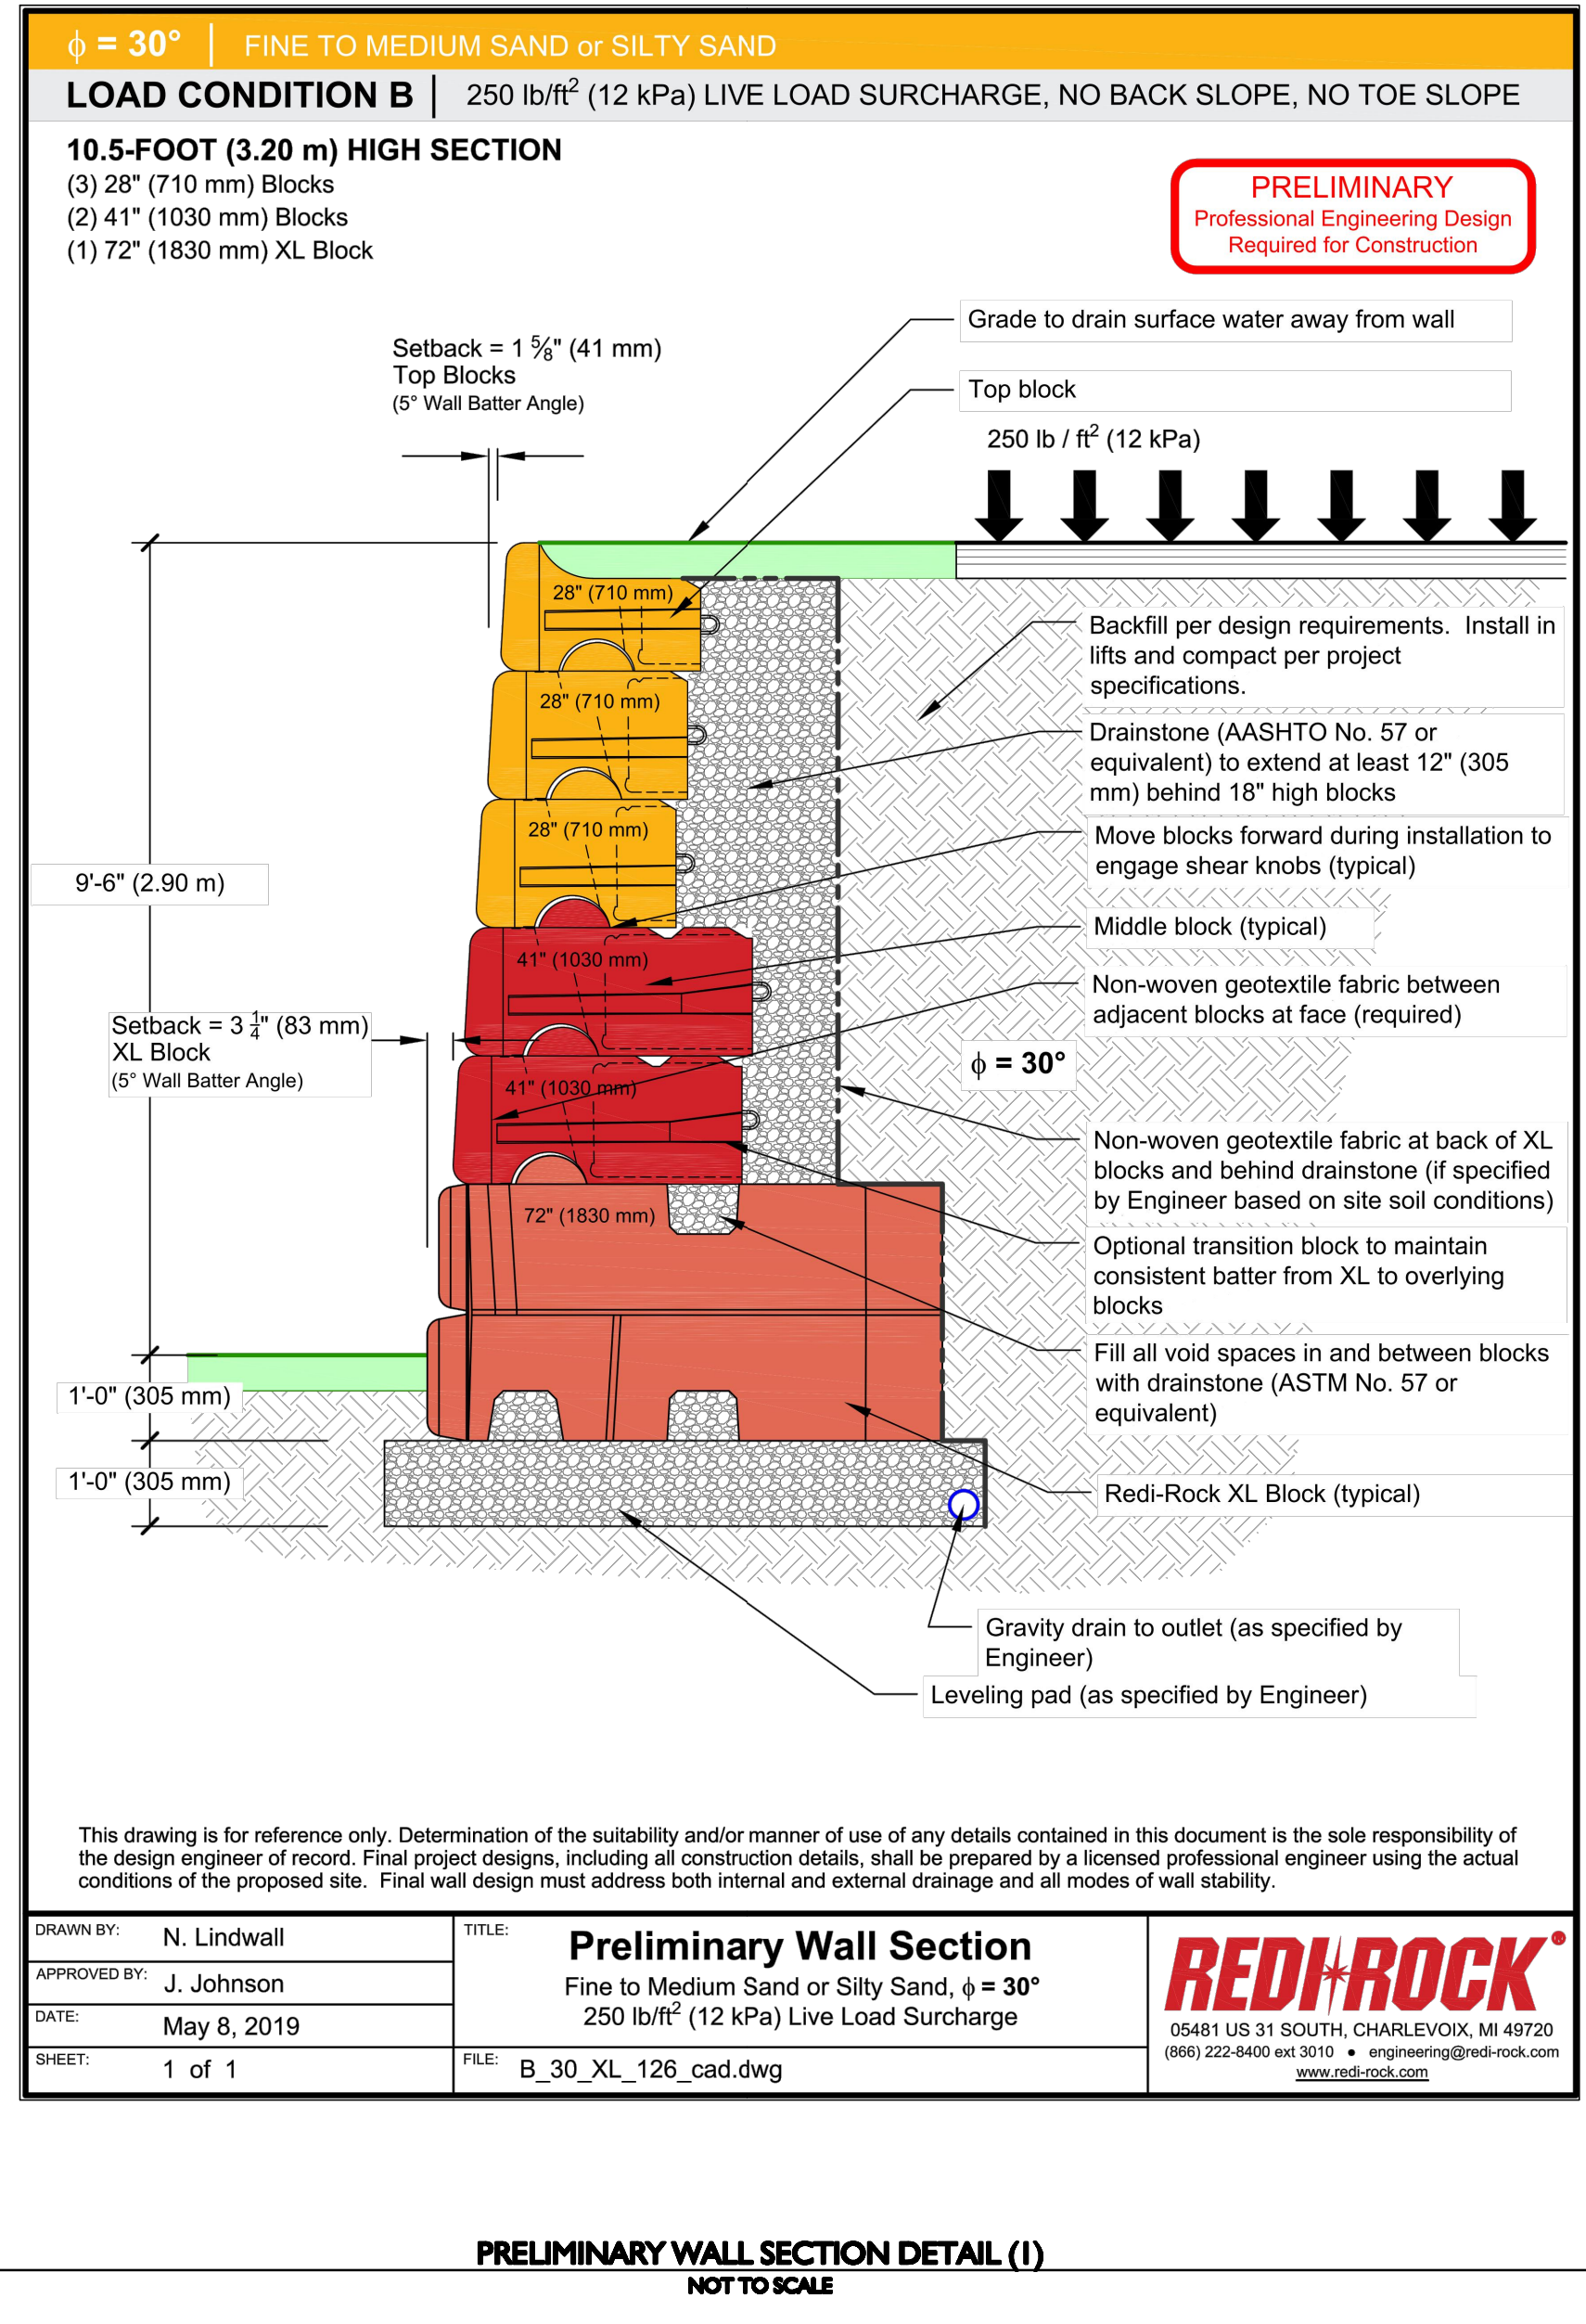 ϕ = 30° | FINE TO MEDIUM SAND or SILTY SAND
LOAD CONDITION B | 250 lb/ft² (12 kPa) LIVE LOAD SURCHARGE, NO BACK SLOPE, NO TOE SLOPE
10.5-FOOT (3.20 m) HIGH SECTION
(3) 28" (710 mm) Blocks
(2) 41" (1030 mm) Blocks
(1) 72" (1830 mm) XL Block
PRELIMINARY
Professional Engineering Design
Required for Construction
Grade to drain surface water away from wall
Setback = 1 ⅝" (41 mm)
Top Blocks
(5° Wall Batter Angle)
Top block
250 lb / ft² (12 kPa)
28" (710 mm)
Backfill per design requirements.  Install in
lifts and compact per project
specifications.
28" (710 mm)
Drainstone (AASHTO No. 57 or
equivalent) to extend at least 12" (305
mm) behind 18" high blocks
28" (710 mm)
Move blocks forward during installation to
engage shear knobs (typical)
9'-6" (2.90 m)
Middle block (typical)
41" (1030 mm)
Non-woven geotextile fabric between
adjacent blocks at face (required)
Setback = 3 ¼" (83 mm)
XL Block
(5° Wall Batter Angle)
ϕ = 30°
41" (1030 mm)
Non-woven geotextile fabric at back of XL
blocks and behind drainstone (if specified
by Engineer based on site soil conditions)
72" (1830 mm)
Optional transition block to maintain
consistent batter from XL to overlying
blocks
Fill all void spaces in and between blocks
with drainstone (ASTM No. 57 or
equivalent)
1'-0" (305 mm)
1'-0" (305 mm)
Redi-Rock XL Block (typical)
Gravity drain to outlet (as specified by
Engineer)
Leveling pad (as specified by Engineer)
This drawing is for reference only. Determination of the suitability and/or manner of use of any details contained in this document is the sole responsibility of
the design engineer of record. Final project designs, including all construction details, shall be prepared by a licensed professional engineer using the actual
conditions of the proposed site.  Final wall design must address both internal and external drainage and all modes of wall stability.
DRAWN BY: N. Lindwall
APPROVED BY: J. Johnson
DATE: May 8, 2019
SHEET: 1 of 1
TITLE: Preliminary Wall Section
Fine to Medium Sand or Silty Sand, ϕ = 30°
250 lb/ft² (12 kPa) Live Load Surcharge
FILE: B_30_XL_126_cad.dwg
REDI ROCK®
05481 US 31 SOUTH, CHARLEVOIX, MI 49720
(866) 222-8400 ext 3010 • engineering@redi-rock.com
www.redi-rock.com
PRELIMINARY WALL SECTION DETAIL (1)
NOT TO SCALE